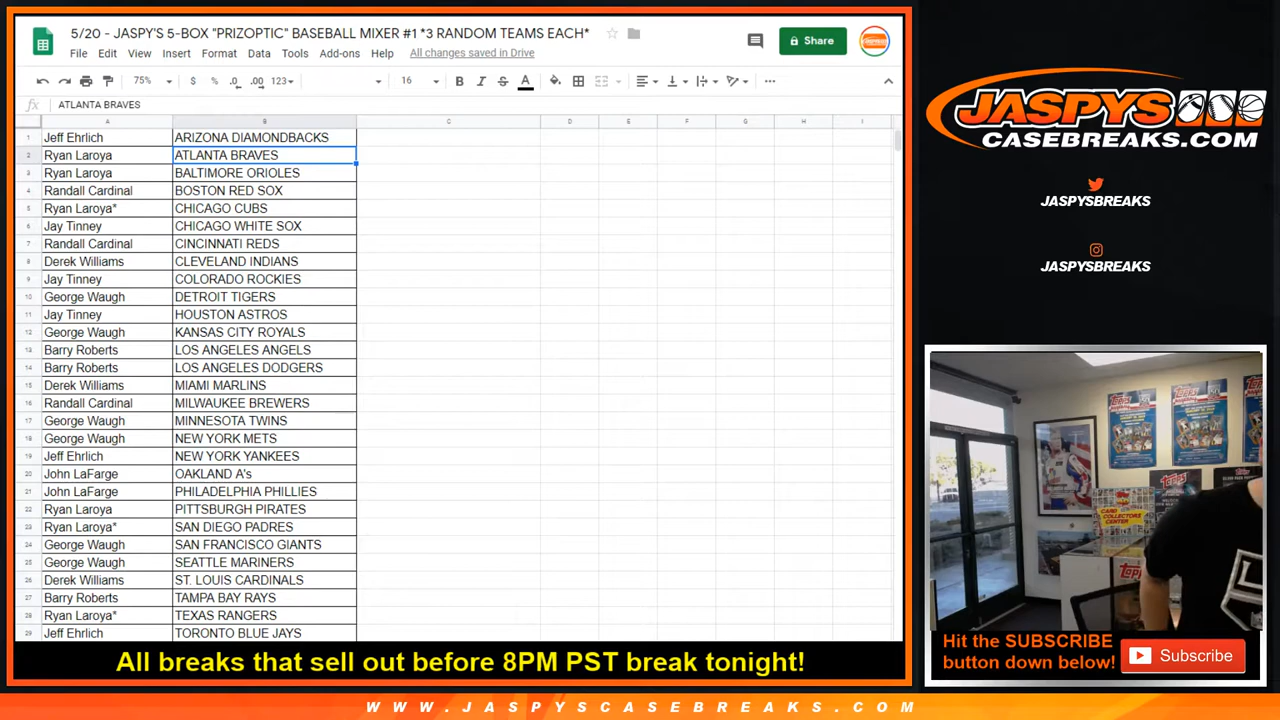 5/20 - JASPY'S 5-BOX "PRIZOPTIC" BASEBALL MIXER #1 *3 RANDOM TEAMS EACH*
File Edit View Insert Format Data Tools Add-ons Help All changes saved in Drive
Share
75% $ % .0 .00 123 16 B I S A
fx ATLANTA BRAVES
A B C D E F G H I
1 Jeff Ehrlich ARIZONA DIAMONDBACKS
2 Ryan Laroya ATLANTA BRAVES
3 Ryan Laroya BALTIMORE ORIOLES
4 Randall Cardinal BOSTON RED SOX
5 Ryan Laroya* CHICAGO CUBS
6 Jay Tinney CHICAGO WHITE SOX
7 Randall Cardinal CINCINNATI REDS
8 Derek Williams CLEVELAND INDIANS
9 Jay Tinney COLORADO ROCKIES
10 George Waugh DETROIT TIGERS
11 Jay Tinney HOUSTON ASTROS
12 George Waugh KANSAS CITY ROYALS
13 Barry Roberts LOS ANGELES ANGELS
14 Barry Roberts LOS ANGELES DODGERS
15 Derek Williams MIAMI MARLINS
16 Randall Cardinal MILWAUKEE BREWERS
17 George Waugh MINNESOTA TWINS
18 George Waugh NEW YORK METS
19 Jeff Ehrlich NEW YORK YANKEES
20 John LaFarge OAKLAND A's
21 John LaFarge PHILADELPHIA PHILLIES
22 Ryan Laroya PITTSBURGH PIRATES
23 Ryan Laroya* SAN DIEGO PADRES
24 George Waugh SAN FRANCISCO GIANTS
25 George Waugh SEATTLE MARINERS
26 Derek Williams ST. LOUIS CARDINALS
27 Barry Roberts TAMPA BAY RAYS
28 Ryan Laroya* TEXAS RANGERS
29 Jeff Ehrlich TORONTO BLUE JAYS
All breaks that sell out before 8PM PST break tonight!
JASPYS
CASEBREAKS.COM
JASPYSBREAKS
JASPYSBREAKS
CARD
COLLECTORS
CENTER
Topps
Hit the SUBSCRIBE
button down below!
Subscribe
WWW.JASPYSCASEBREAKS.COM